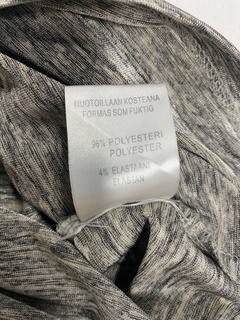 MUOTOILLAAN KOSTEANA
FORMAS SOM FUKTIG
96% POLYESTERI
POLYESTER
4% ELASTAANI
ELASTAN